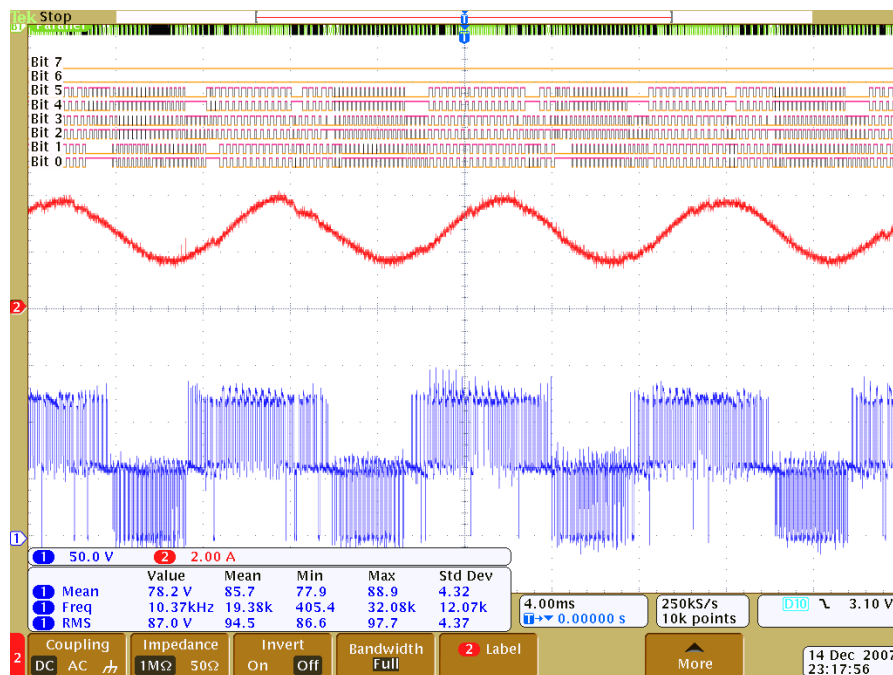 Tek Stop
B1 Parallel
T
Bit 7
Bit 6
Bit 5
Bit 4
Bit 3
Bit 2
Bit 1
Bit 0
2
1
1 50.0 V 2 2.00 A
Value Mean Min Max Std Dev
1 Mean 78.2 V 85.7 77.9 88.9 4.32
1 Freq 10.37kHz 19.38k 405.4 32.08k 12.07k
1 RMS 87.0 V 94.5 86.6 97.7 4.37
4.00ms
T→▾ 0.00000 s
250kS/s
10k points
D10 3.10 V
2
Coupling
DC AC
Impedance
1MΩ 50Ω
Invert
On Off
Bandwidth
Full
2 Label
More
14 Dec 2007
23:17:56